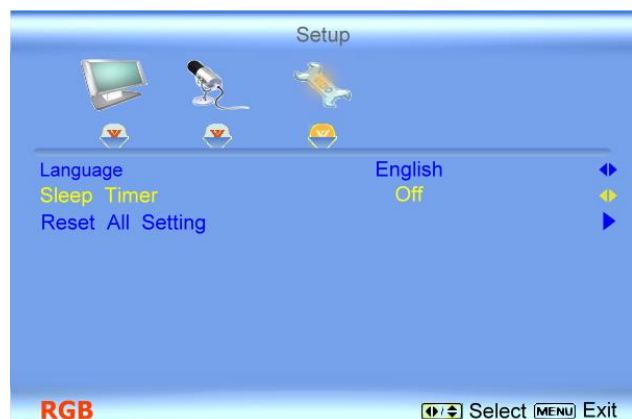 Setup
Language English
Sleep Timer Off
Reset All Setting
RGB Select MENU Exit